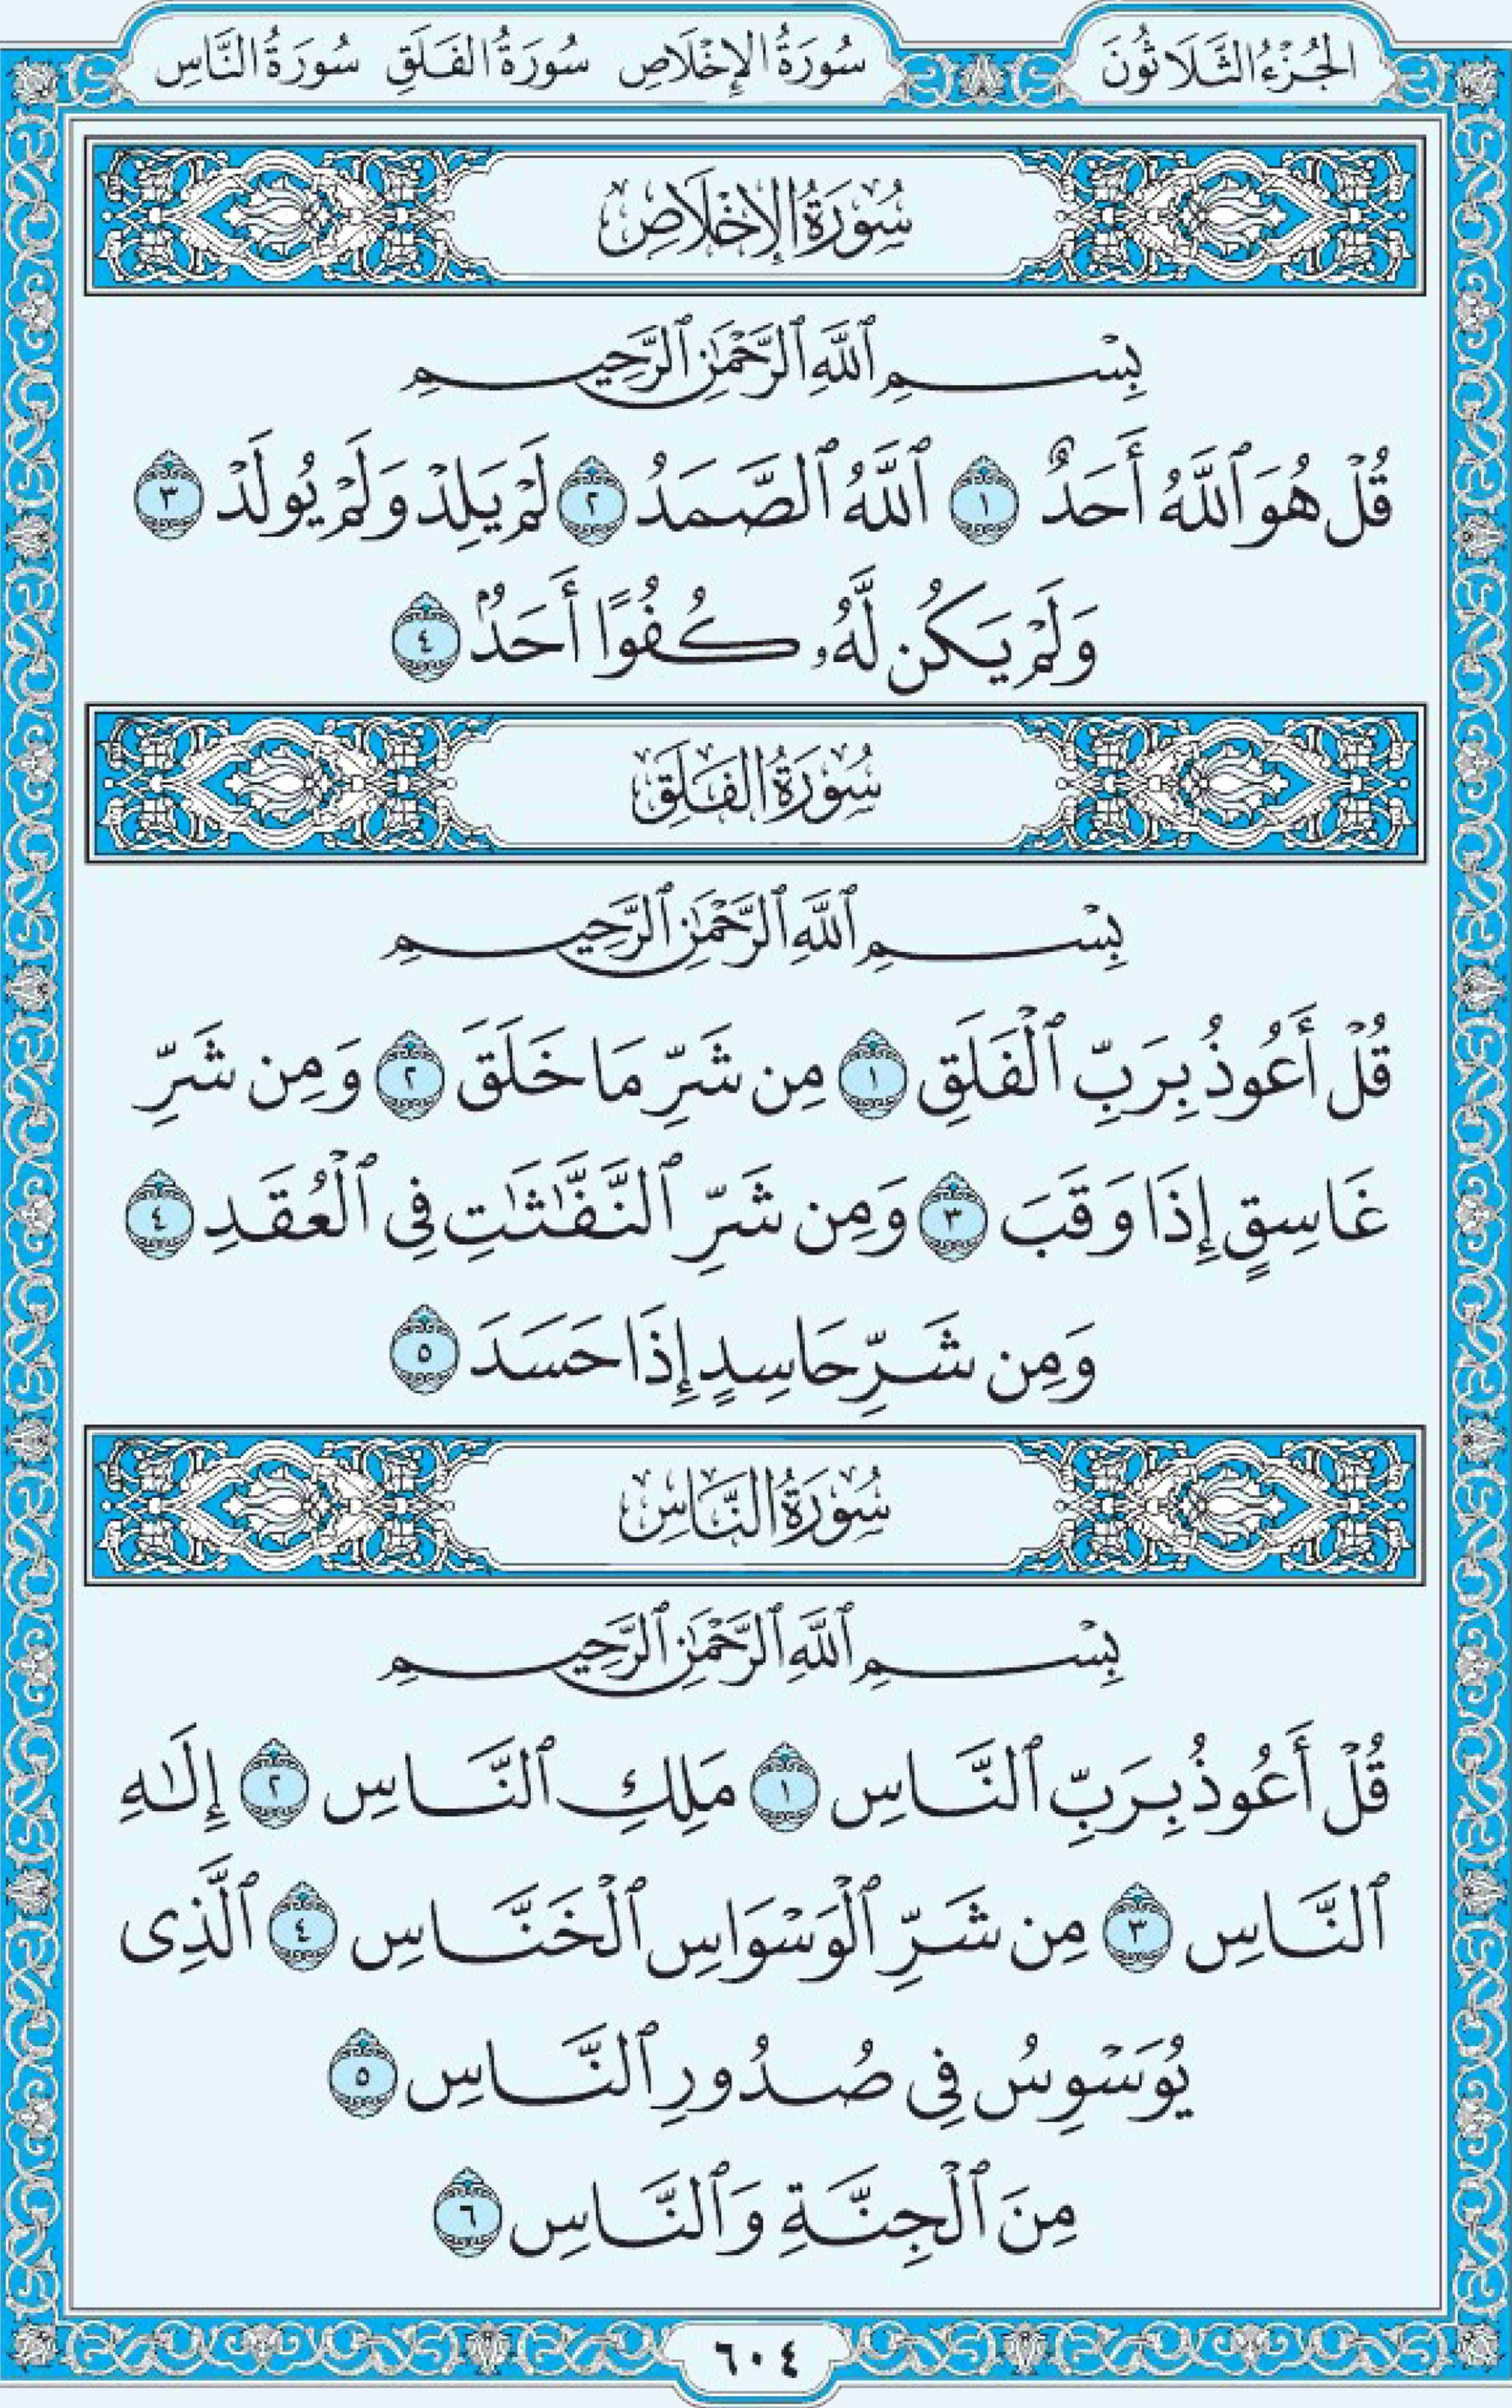 الجُزْءُ الثَّلَاثُونَ سُورَةُ الإِخْلَاصِ سُورَةُ الفَلَقِ سُورَةُ النَّاسِ
سُورَةُ الإِخْلَاصِ
بِسْمِ ٱللَّهِ ٱلرَّحْمَٰنِ ٱلرَّحِيمِ
قُلْ هُوَ ٱللَّهُ أَحَدٌ ١ ٱللَّهُ ٱلصَّمَدُ ٢ لَمْ يَلِدْ وَلَمْ يُولَدْ ٣
وَلَمْ يَكُن لَّهُۥ كُفُوًا أَحَدٌۢ ٤
سُورَةُ الفَلَقِ
بِسْمِ ٱللَّهِ ٱلرَّحْمَٰنِ ٱلرَّحِيمِ
قُلْ أَعُوذُ بِرَبِّ ٱلْفَلَقِ ١ مِن شَرِّ مَا خَلَقَ ٢ وَمِن شَرِّ
غَاسِقٍ إِذَا وَقَبَ ٣ وَمِن شَرِّ ٱلنَّفَّٰثَٰتِ فِى ٱلْعُقَدِ ٤
وَمِن شَرِّ حَاسِدٍ إِذَا حَسَدَ ٥
سُورَةُ النَّاسِ
بِسْمِ ٱللَّهِ ٱلرَّحْمَٰنِ ٱلرَّحِيمِ
قُلْ أَعُوذُ بِرَبِّ ٱلنَّاسِ ١ مَلِكِ ٱلنَّاسِ ٢ إِلَٰهِ
ٱلنَّاسِ ٣ مِن شَرِّ ٱلْوَسْوَاسِ ٱلْخَنَّاسِ ٤ ٱلَّذِى
يُوَسْوِسُ فِى صُدُورِ ٱلنَّاسِ ٥
مِنَ ٱلْجِنَّةِ وَٱلنَّاسِ ٦
٦٠٤